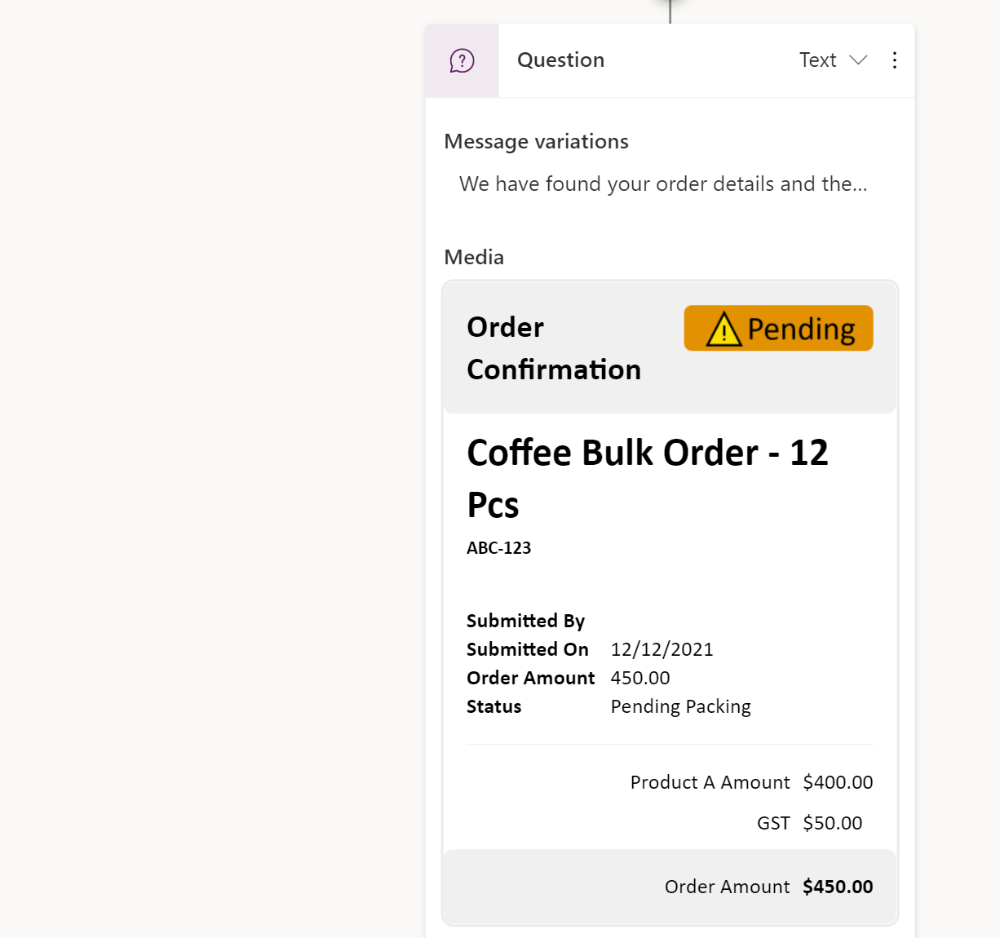 Question Text
Message variations
We have found your order details and the...
Media
Order
Confirmation
Pending
Coffee Bulk Order - 12
Pcs
ABC-123
Submitted By
Submitted On 12/12/2021
Order Amount 450.00
Status Pending Packing
Product A Amount $400.00
GST $50.00
Order Amount $450.00